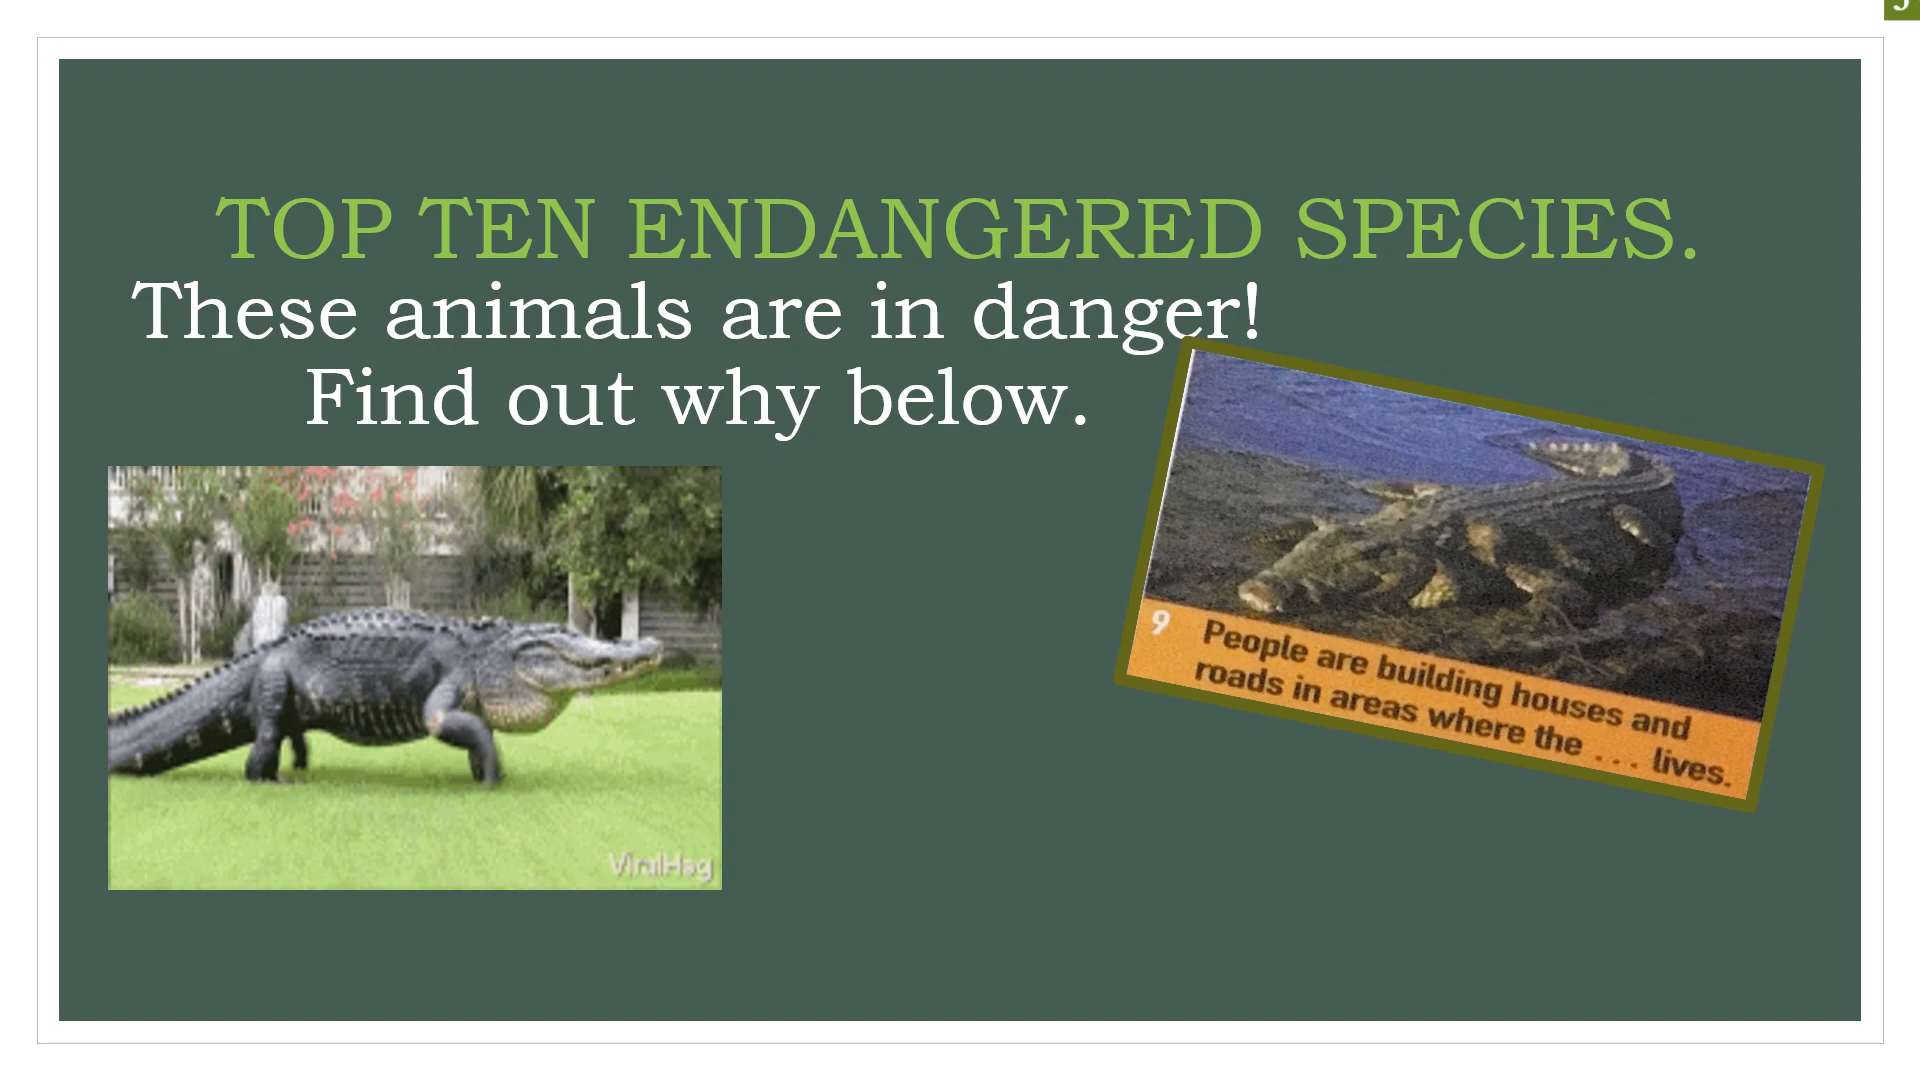 TOP TEN ENDANGERED SPECIES.
These animals are in danger!
Find out why below.
9 People are building houses and
roads in areas where the ... lives.
ViralHog